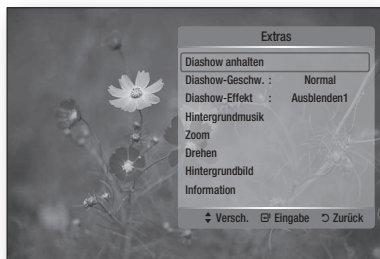 Extras
Diashow anhalten
Diashow-Geschw. : Normal
Diashow-Effekt : Ausblenden1
Hintergrundmusik
Zoom
Drehen
Hintergrundbild
Information
Versch. Eingabe Zurück